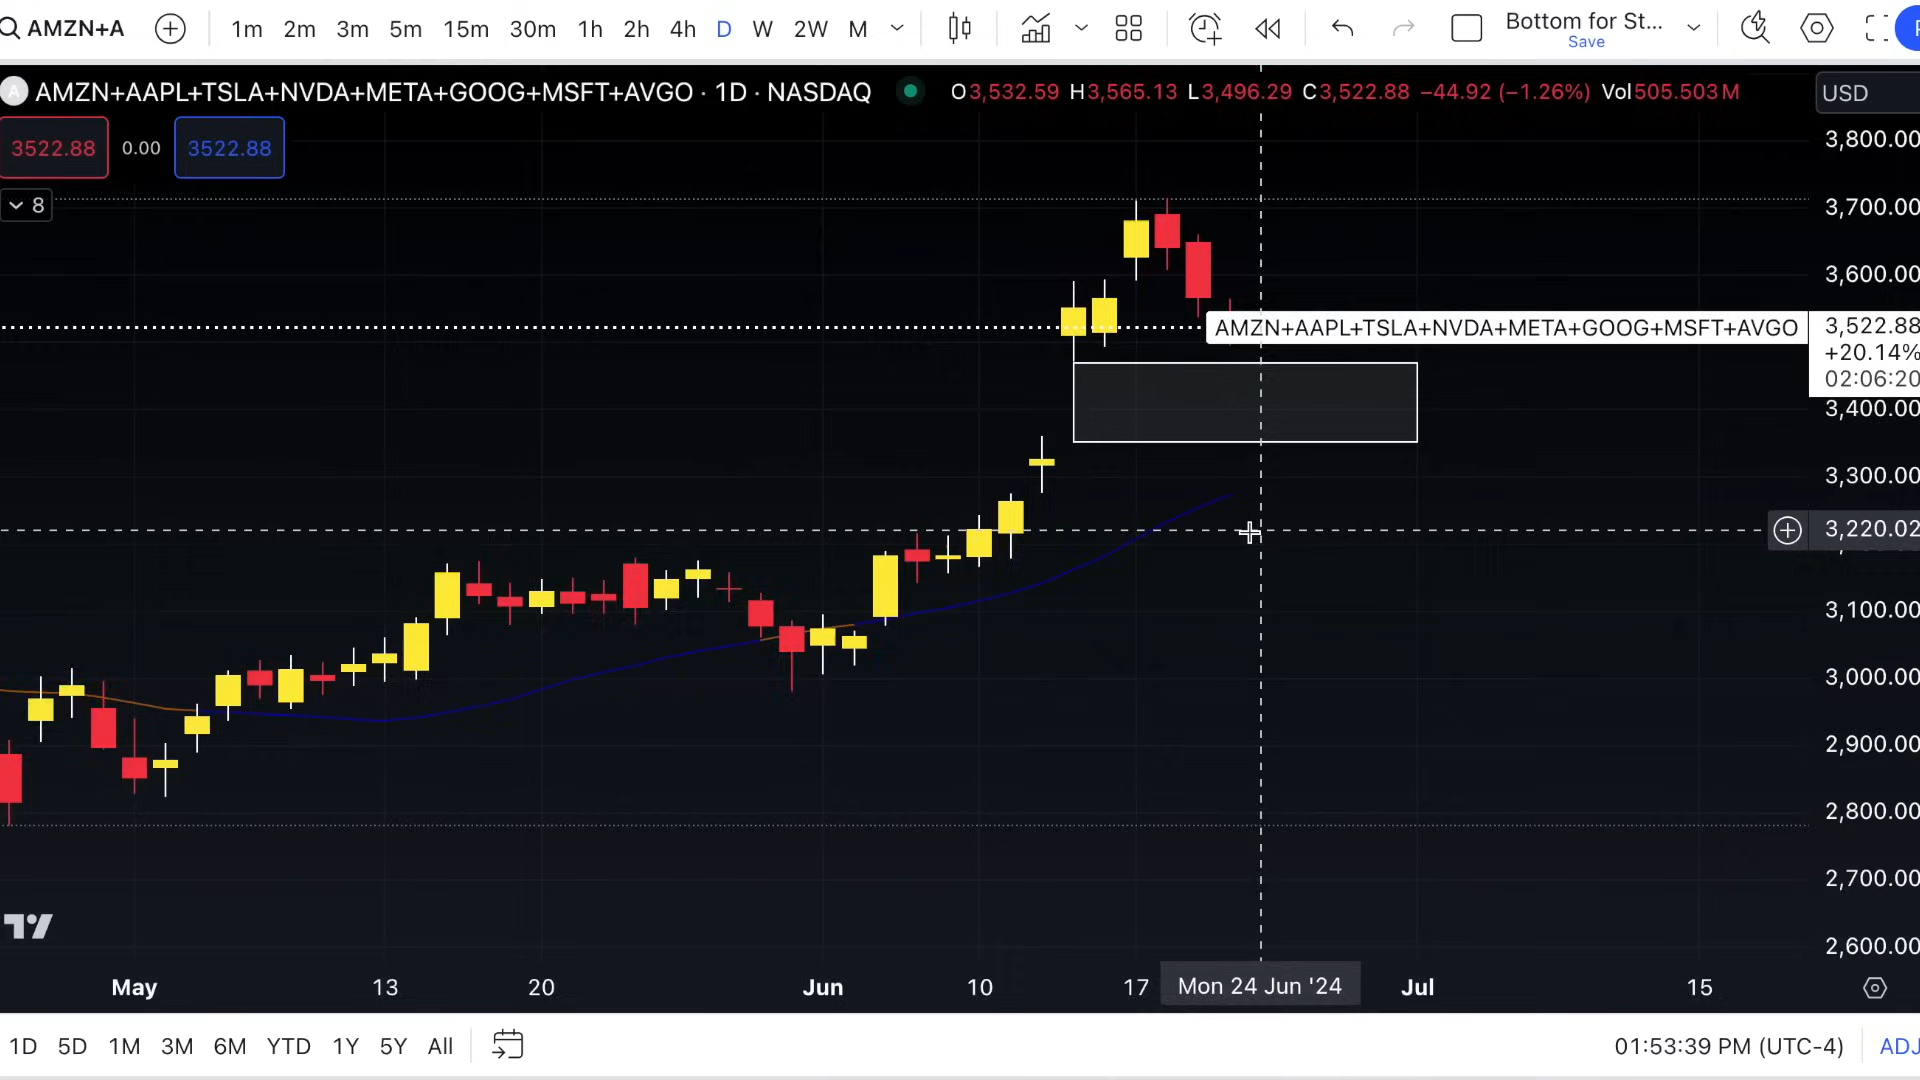 AMZN+A 1m 2m 3m 5m 15m 30m 1h 2h 4h D W 2W M Bottom for St...
Save
A AMZN+AAPL+TSLA+NVDA+META+GOOG+MSFT+AVGO · 1D · NASDAQ O3,532.59 H3,565.13 L3,496.29 C3,522.88 −44.92 (−1.26%) Vol505.503M USD
3522.88 0.00 3522.88
3,800.00
8
3,700.00
3,600.00
AMZN+AAPL+TSLA+NVDA+META+GOOG+MSFT+AVGO 3,522.88
+20.14%
02:06:20
3,400.00
3,300.00
3,220.02
3,100.00
3,000.00
2,900.00
2,800.00
2,700.00
2,600.00
May 13 20 Jun 10 17 Mon 24 Jun '24 Jul 15
1D 5D 1M 3M 6M YTD 1Y 5Y All 01:53:39 PM (UTC-4) ADJ